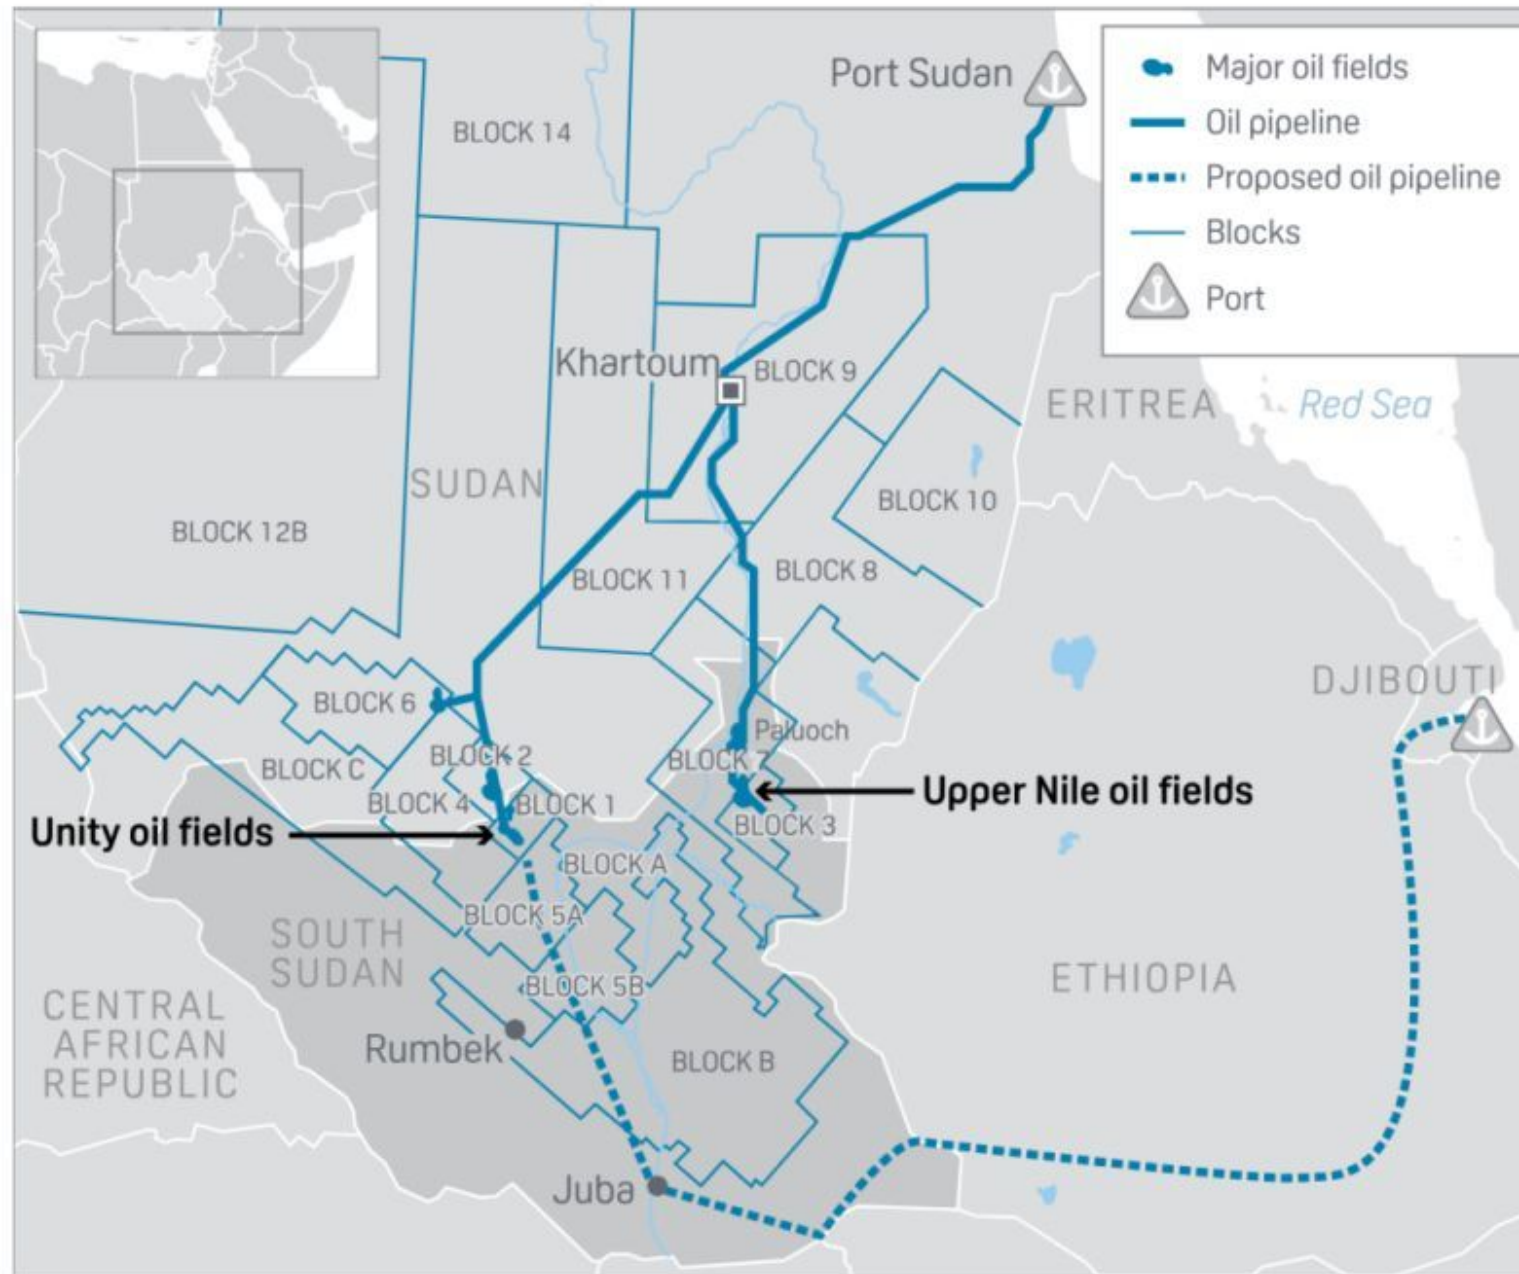 Port Sudan
Major oil fields
Oil pipeline
Proposed oil pipeline
Blocks
Port
BLOCK 14
Khartoum
BLOCK 9
ERITREA
Red Sea
SUDAN
BLOCK 10
BLOCK 12B
BLOCK 11
BLOCK 8
DJIBOUTI
BLOCK 6
Paluoch
BLOCK 2
BLOCK 7
BLOCK C
BLOCK 4
BLOCK 1
Upper Nile oil fields
Unity oil fields
BLOCK 3
BLOCK A
BLOCK 5A
SOUTH
SUDAN
BLOCK 5B
ETHIOPIA
CENTRAL
AFRICAN
REPUBLIC
Rumbek
BLOCK B
Juba